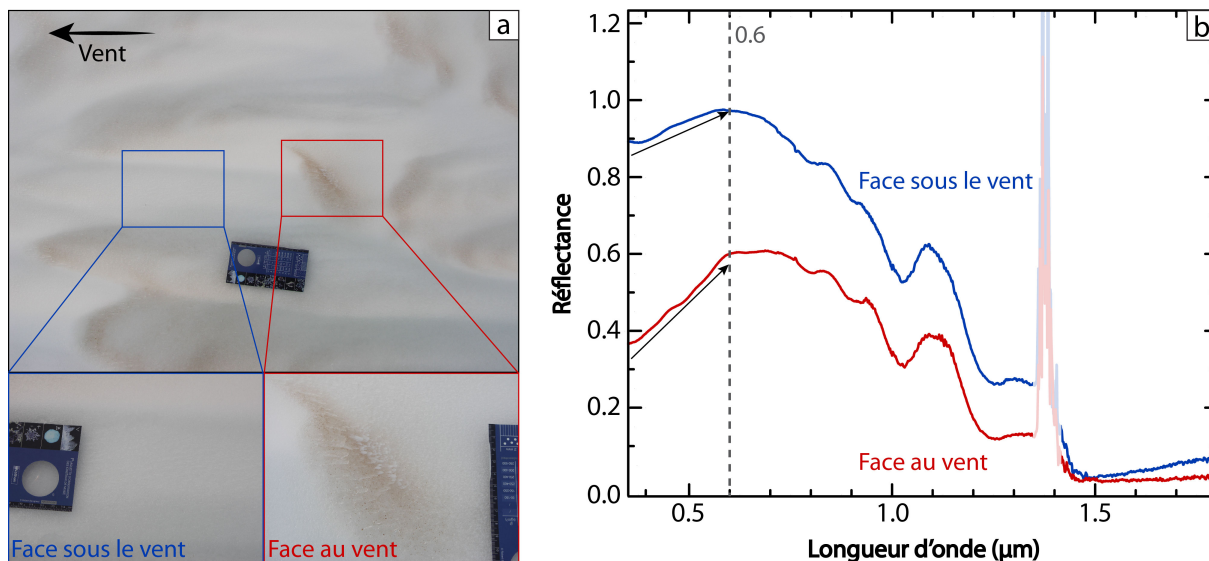 a
Vent
Face sous le vent
Face au vent
b
0.6
Face sous le vent
Face au vent
Réflectance
1.2
1.0
0.8
0.6
0.4
0.2
0.0
0.5
1.0
1.5
Longueur d'onde (μm)